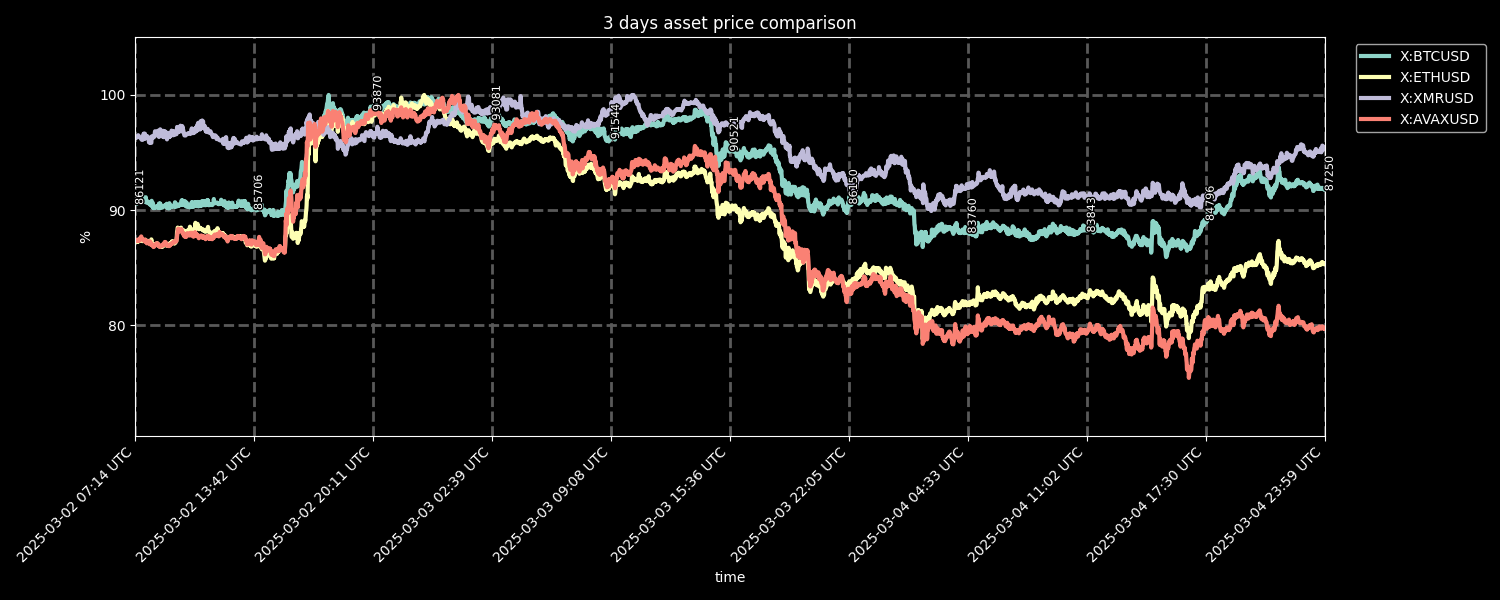 3 days asset price comparison
X:BTCUSD
X:ETHUSD
X:XMRUSD
X:AVAXUSD
100
90
80
%
86121
85706
93870
93081
91544
90521
86150
83760
83843
84796
87250
2025-03-02 07:14 UTC
2025-03-02 13:42 UTC
2025-03-02 20:11 UTC
2025-03-03 02:39 UTC
2025-03-03 09:08 UTC
2025-03-03 15:36 UTC
2025-03-03 22:05 UTC
2025-03-04 04:33 UTC
2025-03-04 11:02 UTC
2025-03-04 17:30 UTC
2025-03-04 23:59 UTC
time